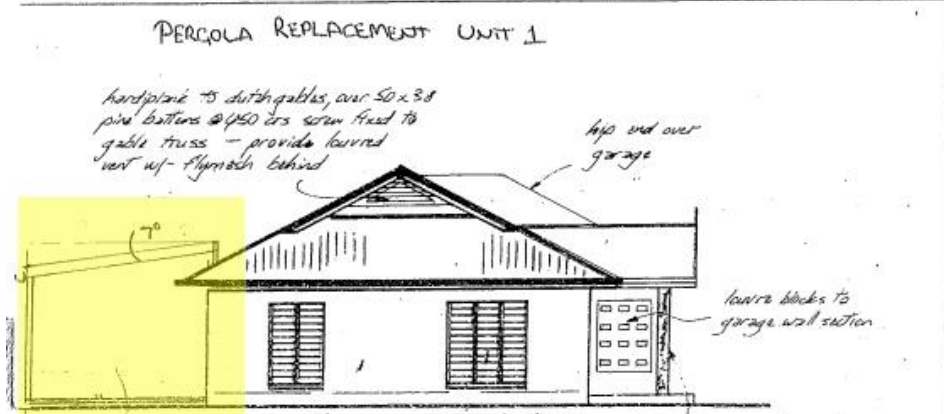 PERGOLA REPLACEMENT UNIT 1
hardiplank to dutch gables, over 50 x 38
pine battens @ 450 crs screw fixed to
gable truss – provide louvred
vent w/- flymesh behind
hip end over
garage
7°
louvre blocks to
garage wall section